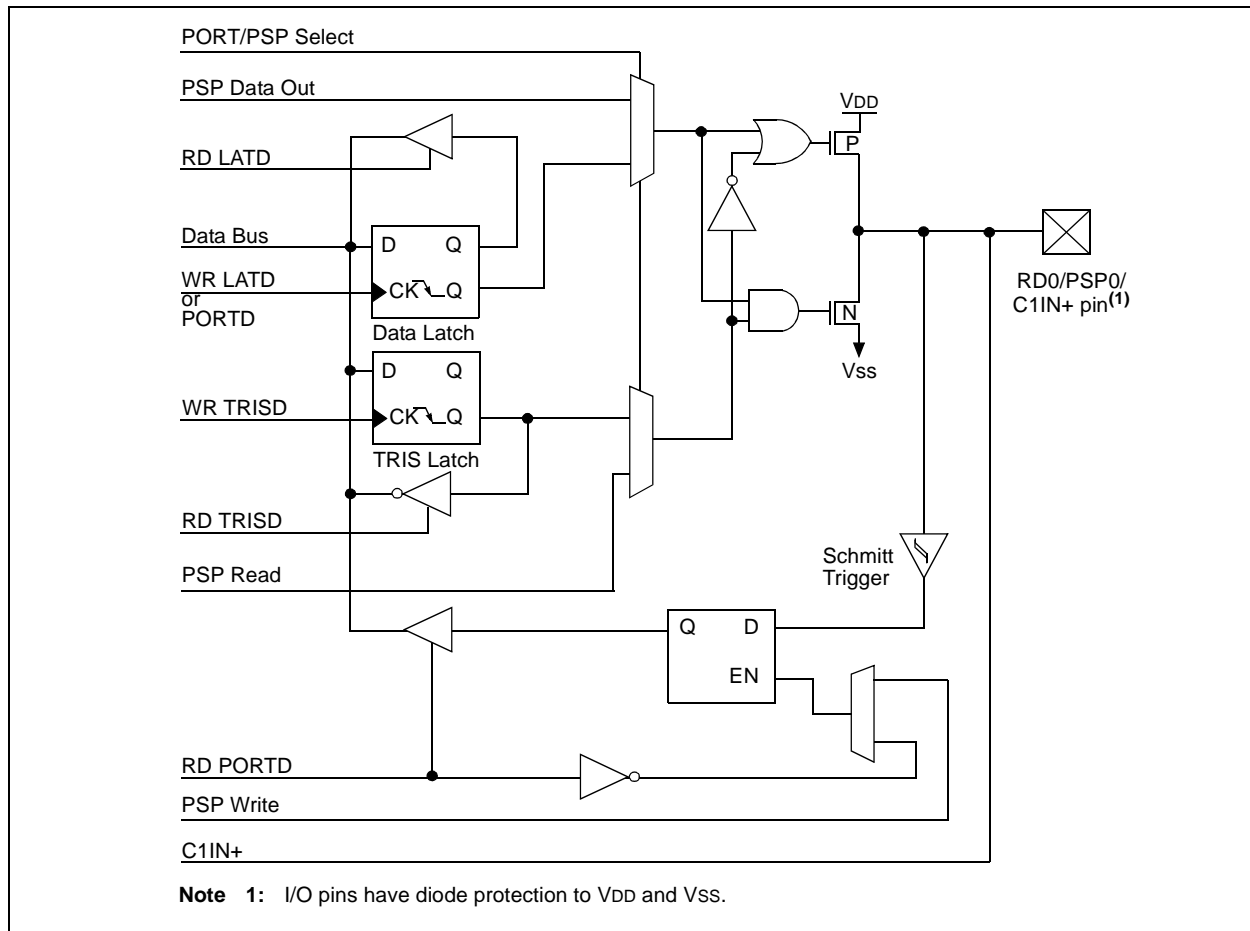 PORT/PSP Select
PSP Data Out
RD LATD
Data Bus
WR LATD
or
PORTD
D Q
CK Q
Data Latch
D Q
CK Q
WR TRISD
TRIS Latch
RD TRISD
PSP Read
VDD
P
N
Vss
RD0/PSP0/
C1IN+ pin(1)
Schmitt
Trigger
Q D
EN
RD PORTD
PSP Write
C1IN+
Note 1: I/O pins have diode protection to VDD and VSS.